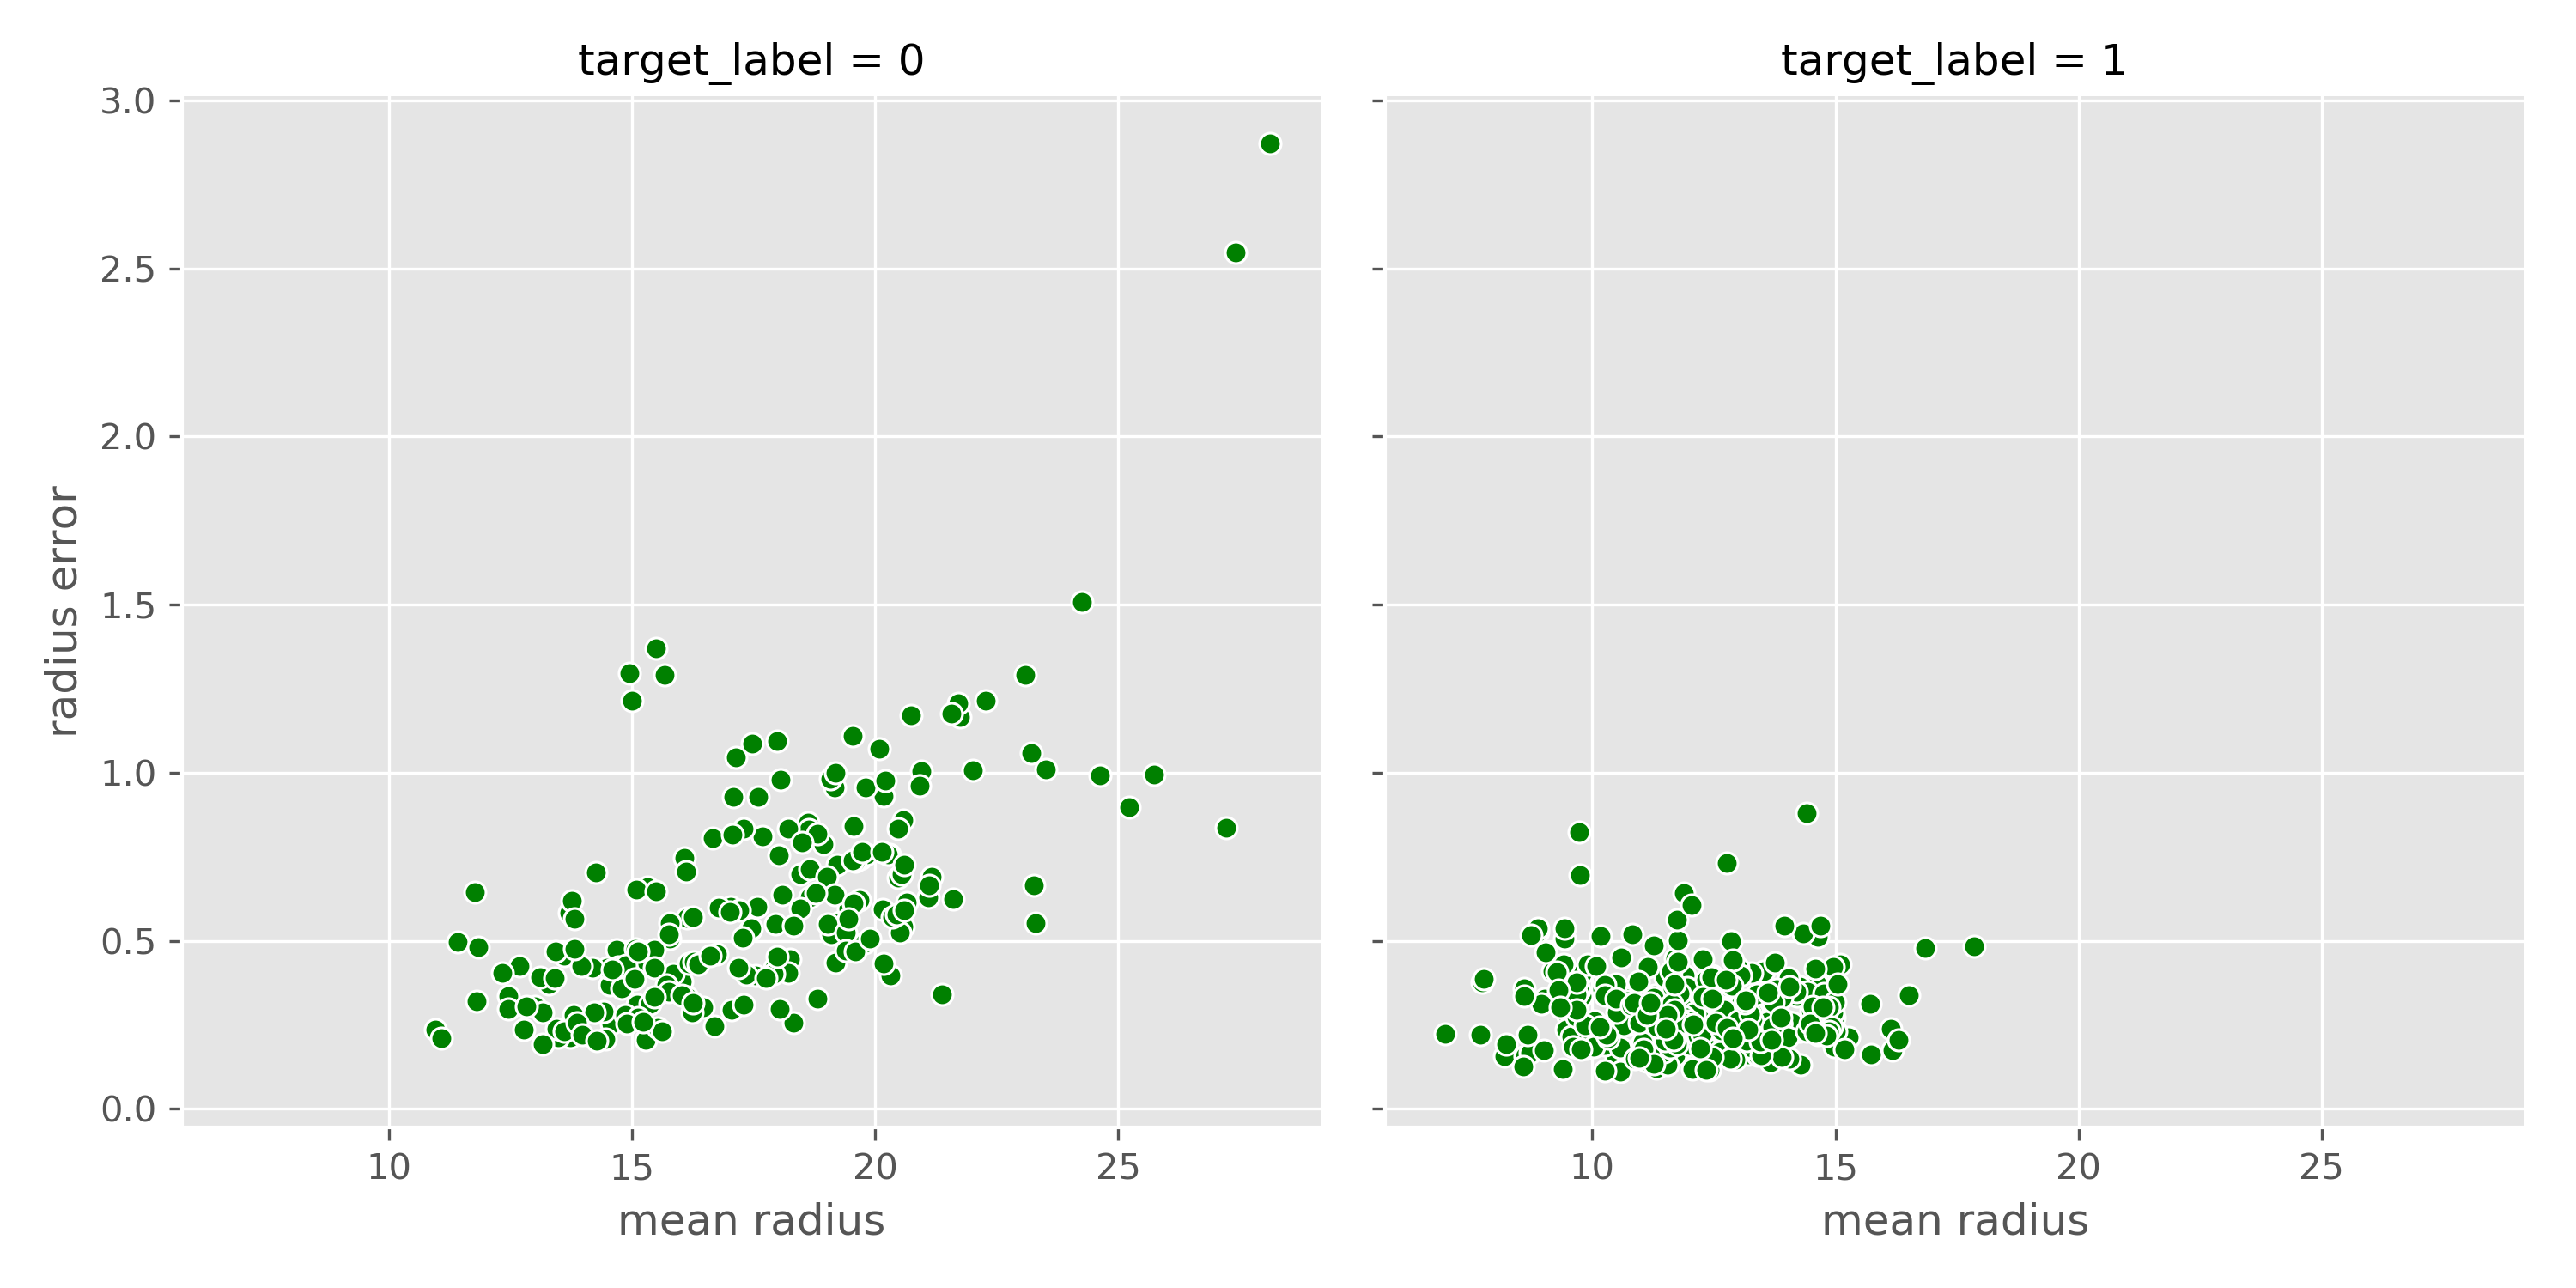 target_label = 0
target_label = 1
3.0
2.5
2.0
1.5
1.0
0.5
0.0
radius error
10 15 20 25
10 15 20 25
mean radius
mean radius